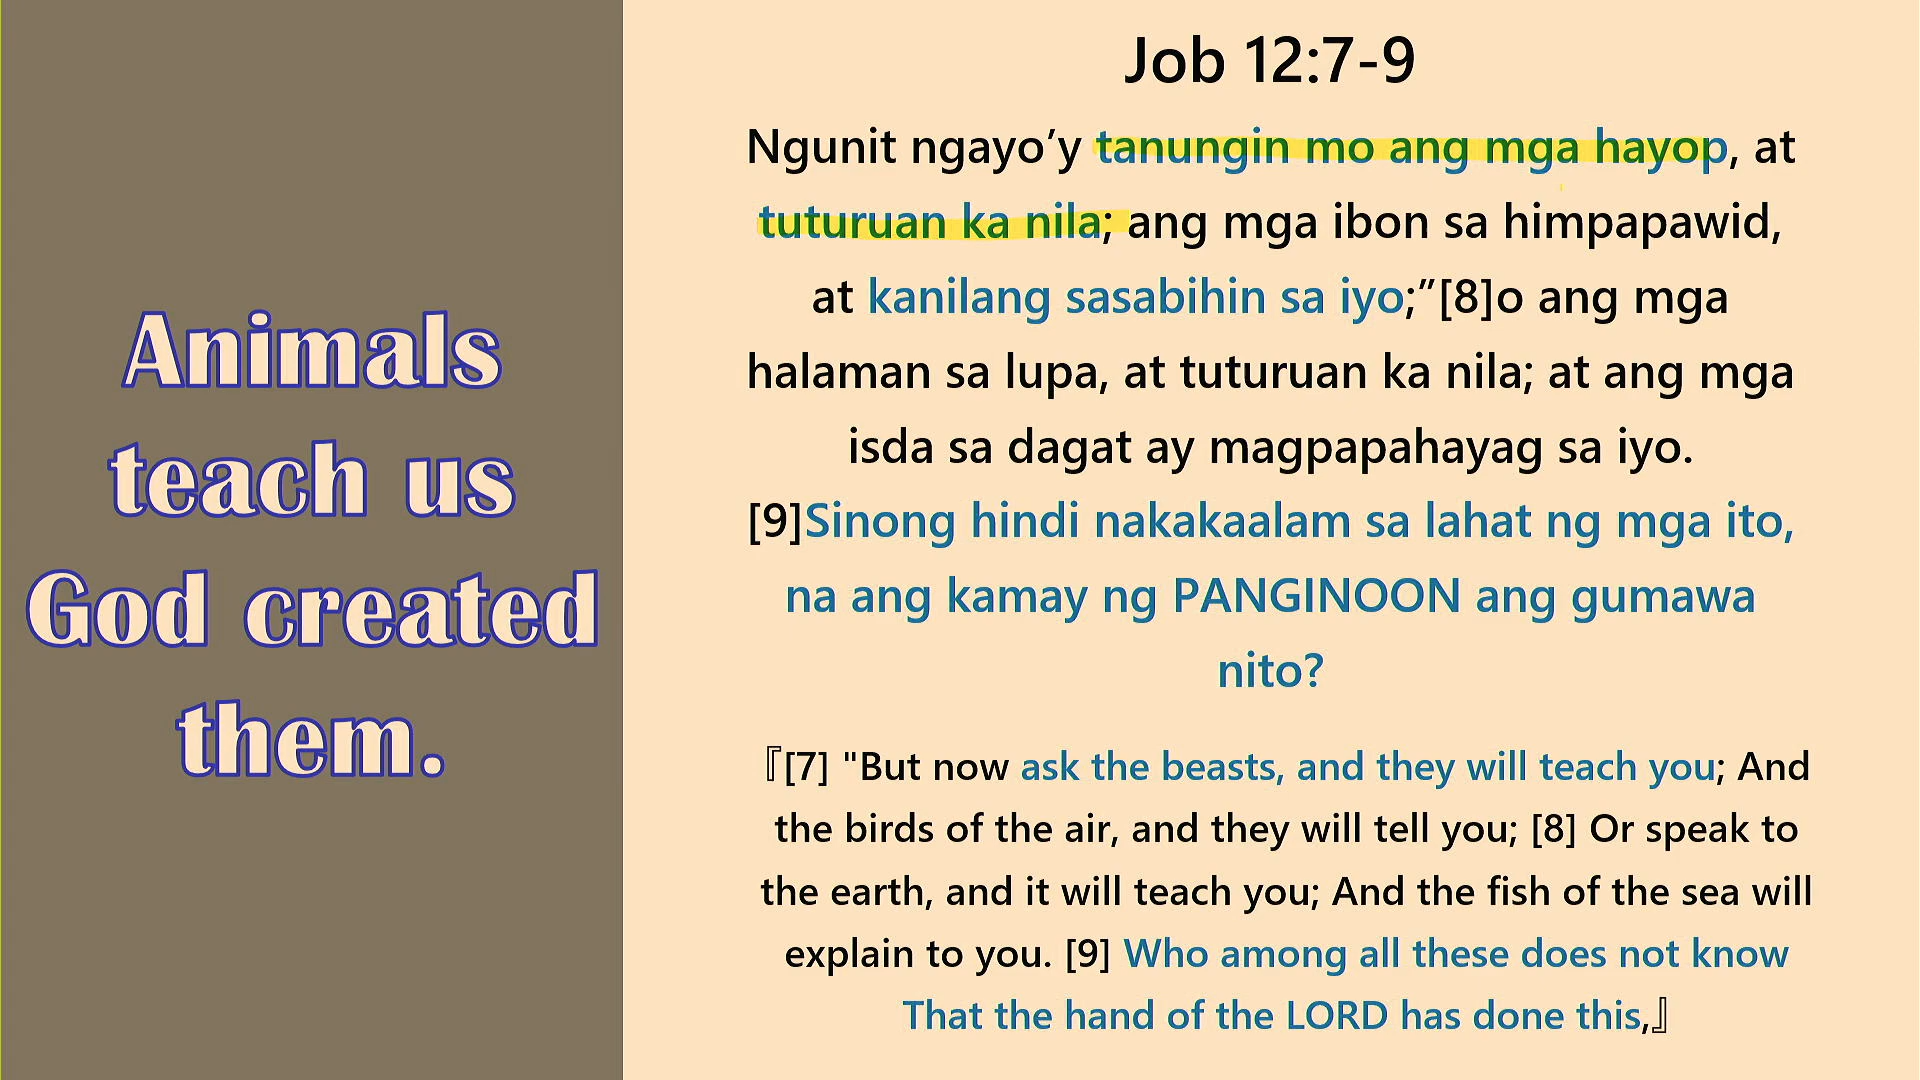 Animals
teach us
God created
them.
Job 12:7-9
Ngunit ngayo’y tanungin mo ang mga hayop, at
tuturuan ka nila; ang mga ibon sa himpapawid,
at kanilang sasabihin sa iyo;”[8]o ang mga
halaman sa lupa, at tuturuan ka nila; at ang mga
isda sa dagat ay magpapahayag sa iyo.
[9]Sinong hindi nakakaalam sa lahat ng mga ito,
na ang kamay ng PANGINOON ang gumawa
nito?
『[7] "But now ask the beasts, and they will teach you; And
the birds of the air, and they will tell you; [8] Or speak to
the earth, and it will teach you; And the fish of the sea will
explain to you. [9] Who among all these does not know
That the hand of the LORD has done this,』